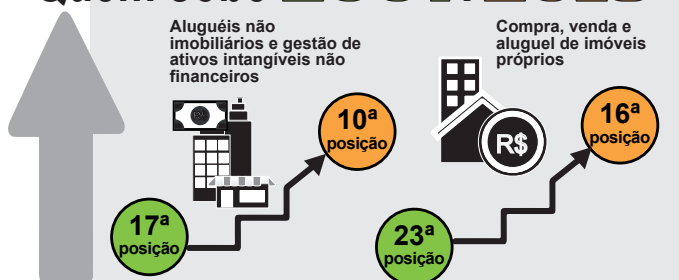 Aluguéis não
imobiliários e gestão de
ativos intangíveis não
financeiros
Compra, venda e
aluguel de imóveis
próprios
10ª
posição
17ª
posição
R$
16ª
posição
23ª
posição